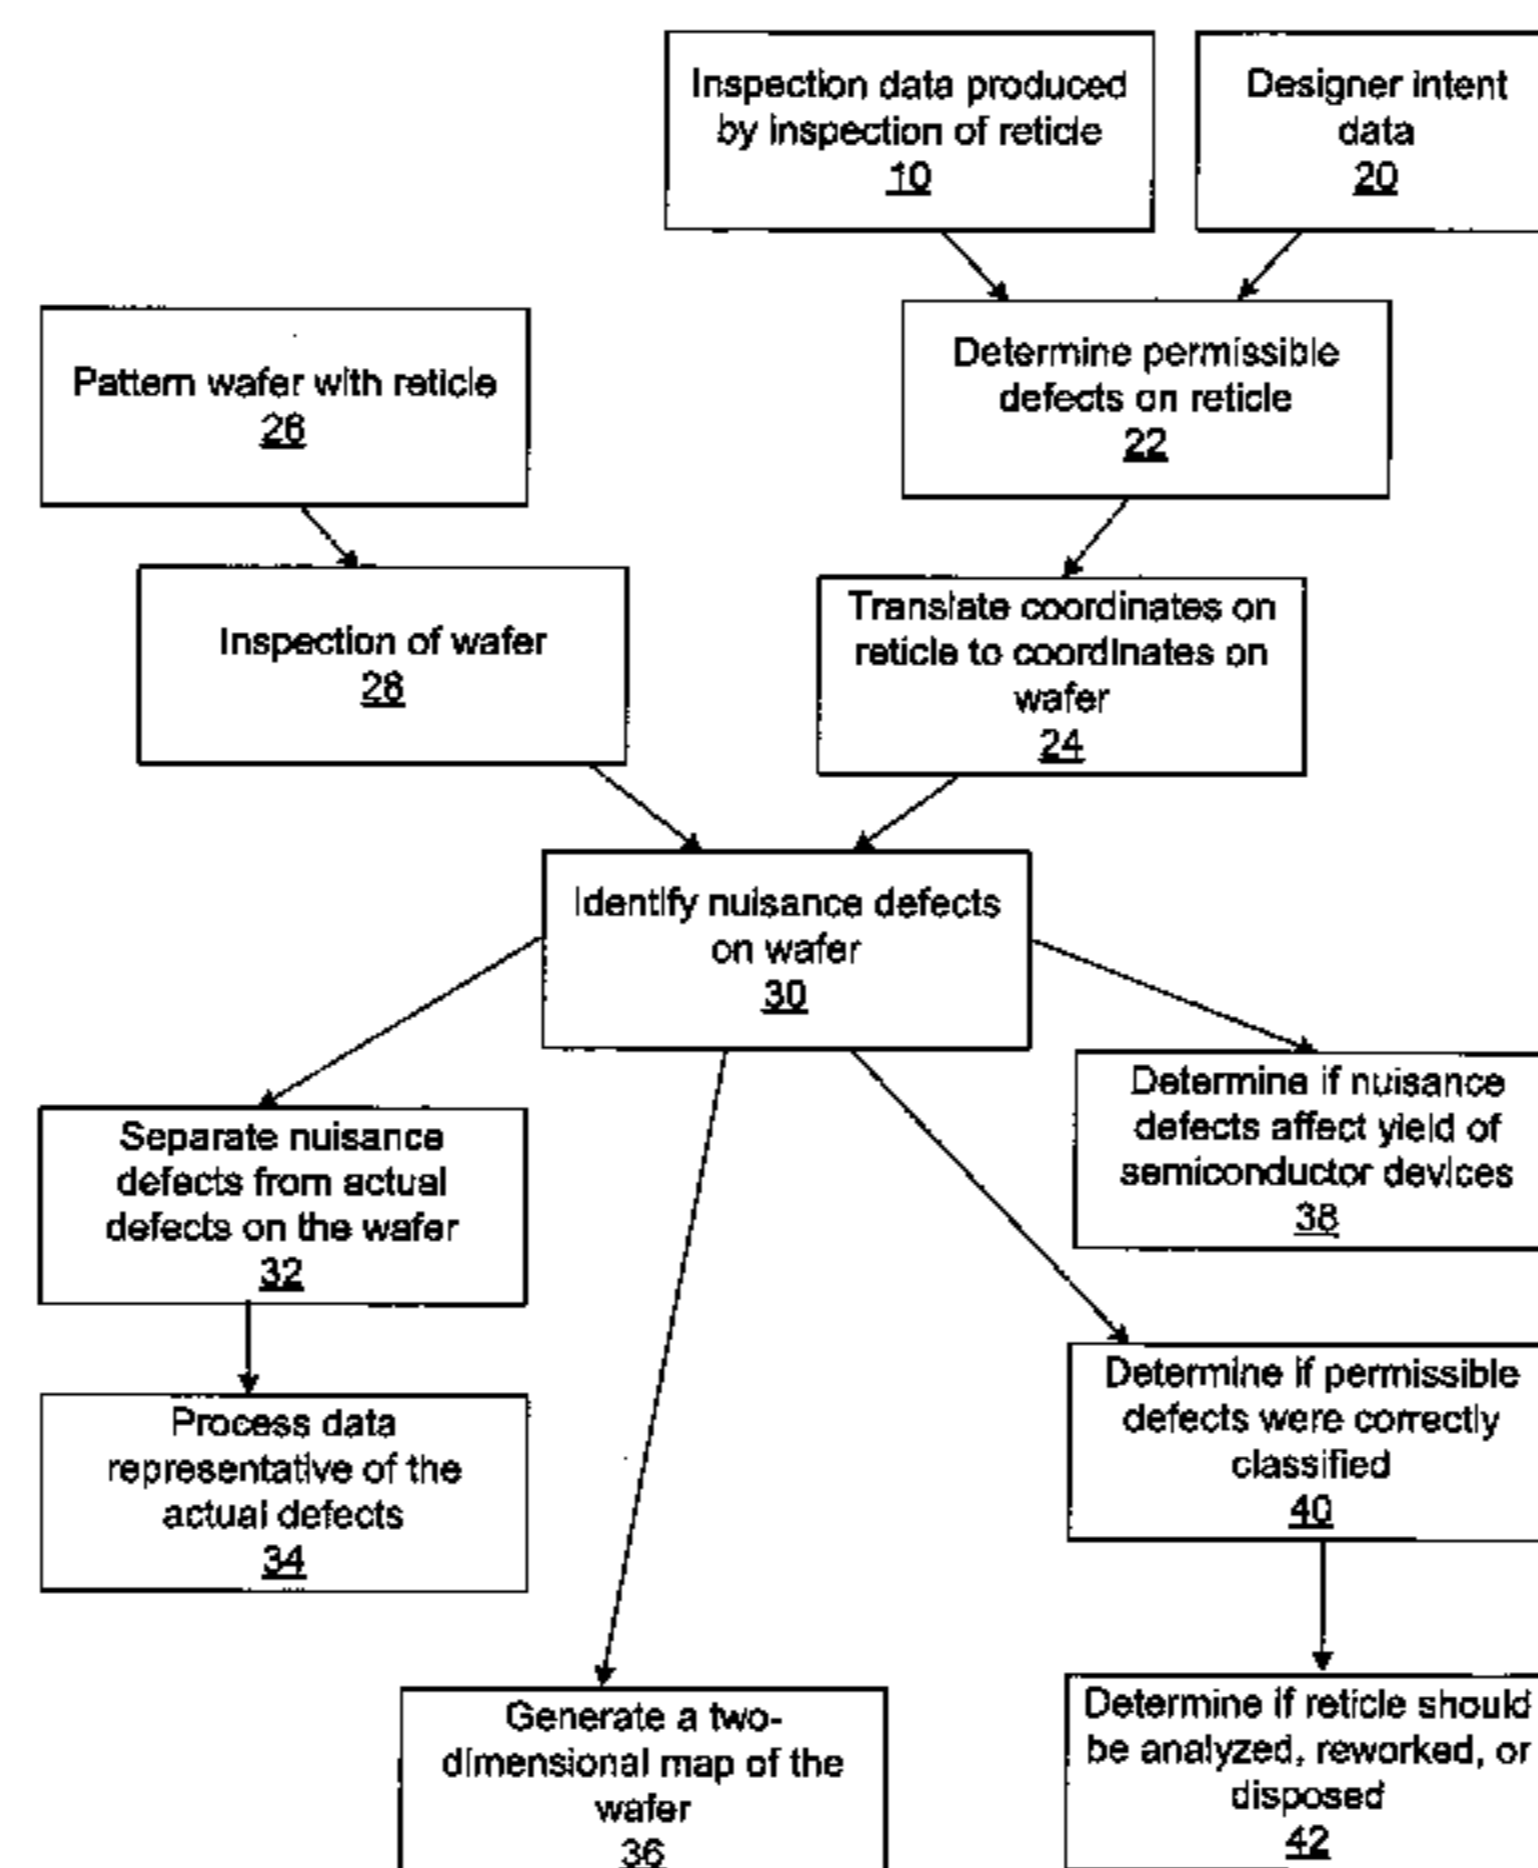 Inspection data produced
by inspection of reticle
10
Designer intent
data
20
Pattern wafer with reticle
26
Determine permissible
defects on reticle
22
Inspection of wafer
28
Translate coordinates on
reticle to coordinates on
wafer
24
Identify nuisance defects
on wafer
30
Separate nuisance
defects from actual
defects on the wafer
32
Determine if nuisance
defects affect yield of
semiconductor devices
38
Process data
representative of the
actual defects
34
Determine if permissible
defects were correctly
classified
40
Generate a two-
dimensional map of the
wafer
36
Determine if reticle should
be analyzed, reworked, or
disposed
42